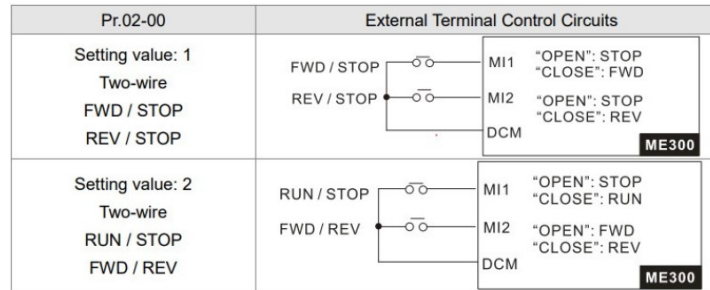 Pr.02-00
External Terminal Control Circuits
Setting value: 1
Two-wire
FWD / STOP
REV / STOP
FWD / STOP
REV / STOP
MI1
"OPEN": STOP
"CLOSE": FWD
MI2
"OPEN": STOP
"CLOSE": REV
DCM
ME300
Setting value: 2
Two-wire
RUN / STOP
FWD / REV
RUN / STOP
FWD / REV
MI1
"OPEN": STOP
"CLOSE": RUN
MI2
"OPEN": FWD
"CLOSE": REV
DCM
ME300